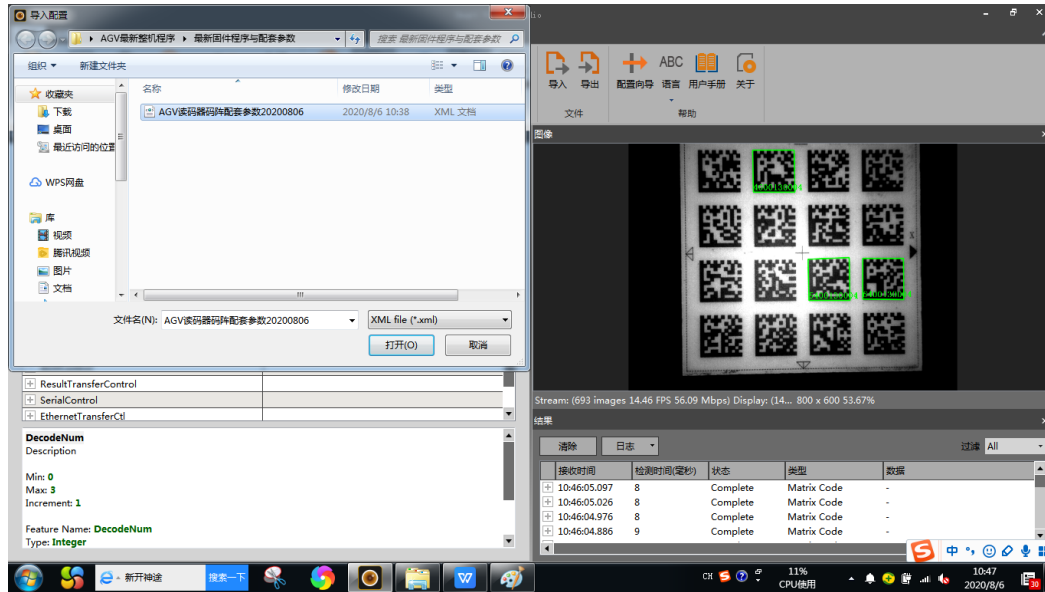 导入配置
AGV最新整机程序 ▸ 最新固件程序与配套参数
搜索 最新固件程序与配套参数
组织 新建文件夹
收藏夹
下载
桌面
最近访问的位置
WPS网盘
库
视频
腾讯视频
图片
文档
名称 修改日期 类型
AGV读码器码阵配套参数20200806 2020/8/6 10:38 XML 文档
文件名(N): AGV读码器码阵配套参数20200806 XML file (*.xml)
打开(O) 取消
ResultTransferControl
SerialControl
EthernetTransferCtl
DecodeNum
Description
Min: 0
Max: 3
Increment: 1
Feature Name: DecodeNum
Type: Integer
导入 导出 配置向导 ABC 语言 用户手册 关于
文件 帮助
图像
X
Stream: (693 images 14.46 FPS 56.09 Mbps) Display: (14... 800 x 600 53.67%
结果
清除 日志 过滤 All
接收时间 检测时间(毫秒) 状态 类型 数据
10:46:05.097 8 Complete Matrix Code -
10:46:05.026 8 Complete Matrix Code -
10:46:04.976 8 Complete Matrix Code -
10:46:04.886 9 Complete Matrix Code -
中
新开神途 搜索一下
CH 11% CPU使用 10:47
2020/8/6 30